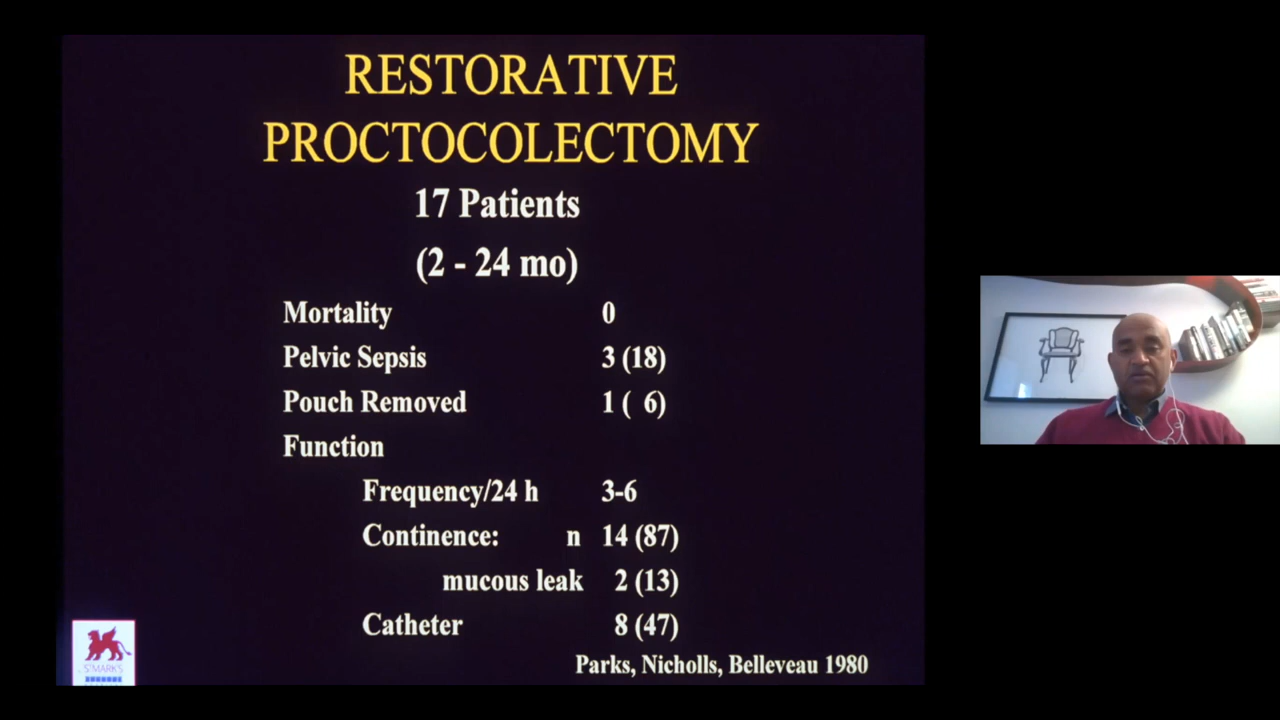 RESTORATIVE
PROCTOCOLECTOMY
17 Patients
(2 - 24 mo)
Mortality 0
Pelvic Sepsis 3 (18)
Pouch Removed 1 ( 6)
Function
Frequency/24 h 3-6
Continence: n 14 (87)
mucous leak 2 (13)
Catheter 8 (47)
Parks, Nicholls, Belleveau 1980
ST MARK'S